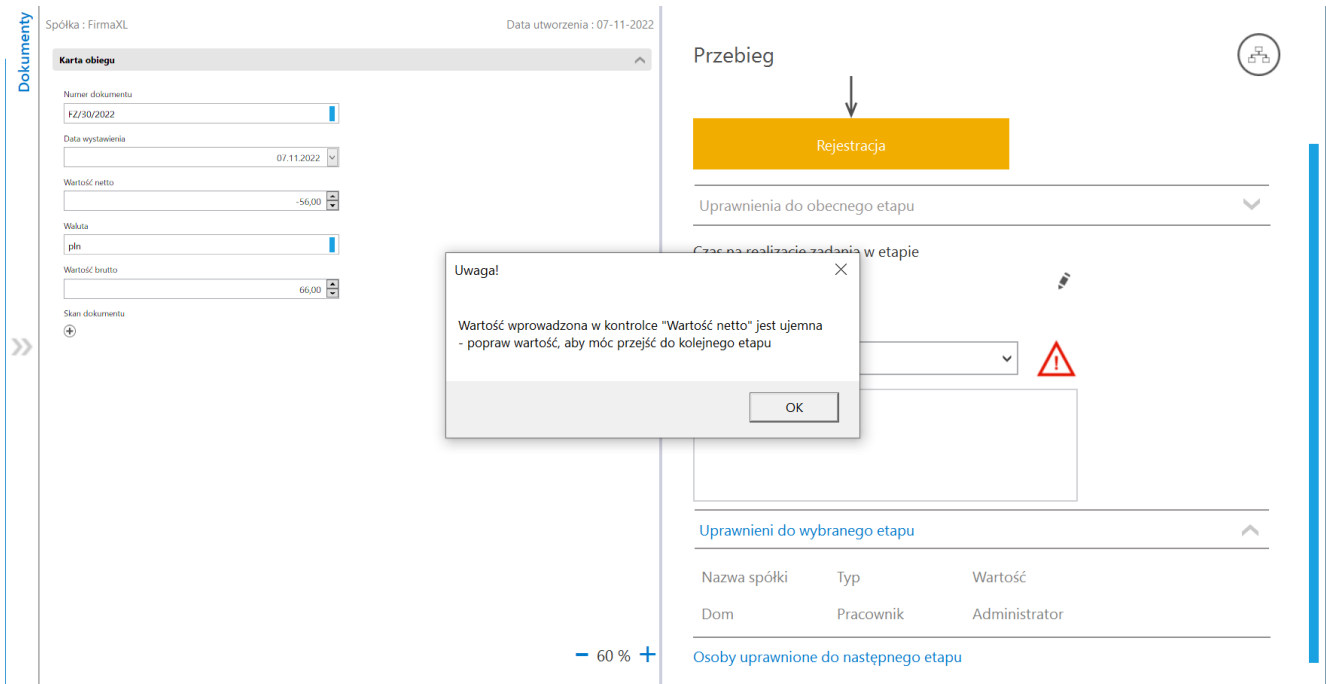 Dokumenty
Spółka : FirmaXL
Data utworzenia : 07-11-2022
Karta obiegu
Numer dokumentu
FZ/30/2022
Data wystawienia
07.11.2022
Wartość netto
-56,00
Waluta
pln
Wartość brutto
66,00
Skan dokumentu
60 %
Przebieg
Rejestracja
Uprawnienia do obecnego etapu
Czas na realizację zadania w etapie
Uwaga!
Wartość wprowadzona w kontrolce "Wartość netto" jest ujemna
- popraw wartość, aby móc przejść do kolejnego etapu
OK
Uprawnieni do wybranego etapu
Nazwa spółki Typ Wartość
Dom Pracownik Administrator
Osoby uprawnione do następnego etapu